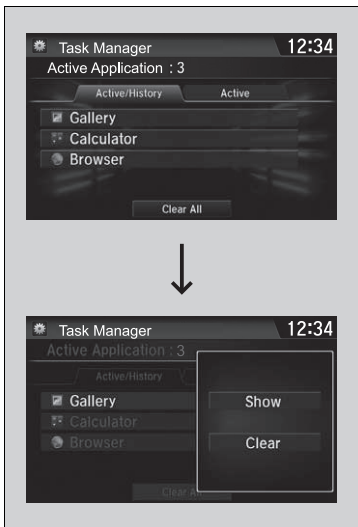 Task Manager 12:34
Active Application : 3
Active/History Active
Gallery
Calculator
Browser
Clear All
Task Manager 12:34
Active Application : 3
Active/History
Gallery Show
Calculator
Browser Clear
Clear All